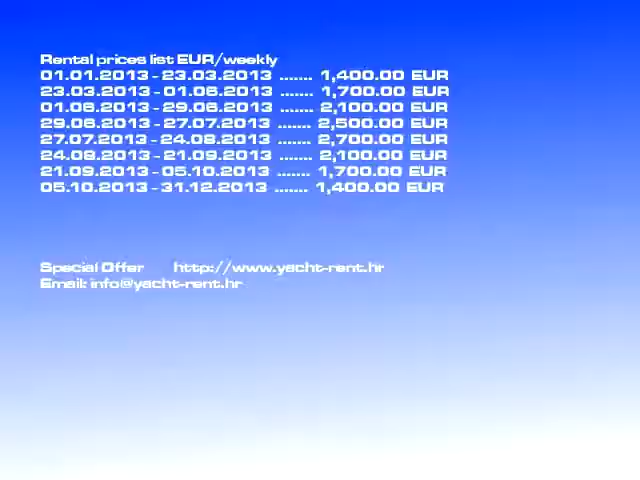 Rental prices list EUR/weekly
01.01.2013 - 23.03.2013 ....... 1,400.00 EUR
23.03.2013 - 01.06.2013 ....... 1,700.00 EUR
01.06.2013 - 29.06.2013 ....... 2,100.00 EUR
29.06.2013 - 27.07.2013 ....... 2,500.00 EUR
27.07.2013 - 24.08.2013 ....... 2,700.00 EUR
24.08.2013 - 21.09.2013 ....... 2,100.00 EUR
21.09.2013 - 05.10.2013 ....... 1,700.00 EUR
05.10.2013 - 31.12.2013 ....... 1,400.00 EUR
Special Offer http://www.yacht-rent.hr
Email: info@yacht-rent.hr